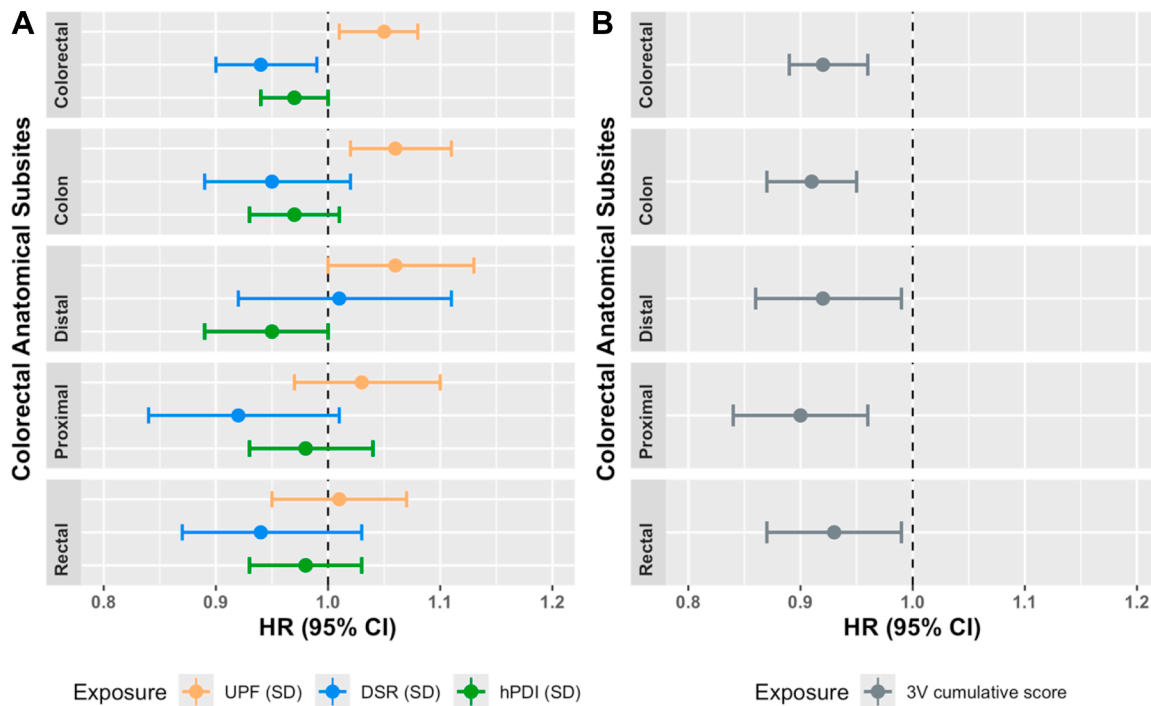 A
Colorectal Anatomical Subsites
Colorectal
Colon
Distal
Proximal
Rectal
0.8 0.9 1.0 1.1 1.2
HR (95% CI)
Exposure UPF (SD) DSR (SD) hPDI (SD)
B
Colorectal Anatomical Subsites
Colorectal
Colon
Distal
Proximal
Rectal
0.8 0.9 1.0 1.1 1.2
HR (95% CI)
Exposure 3V cumulative score